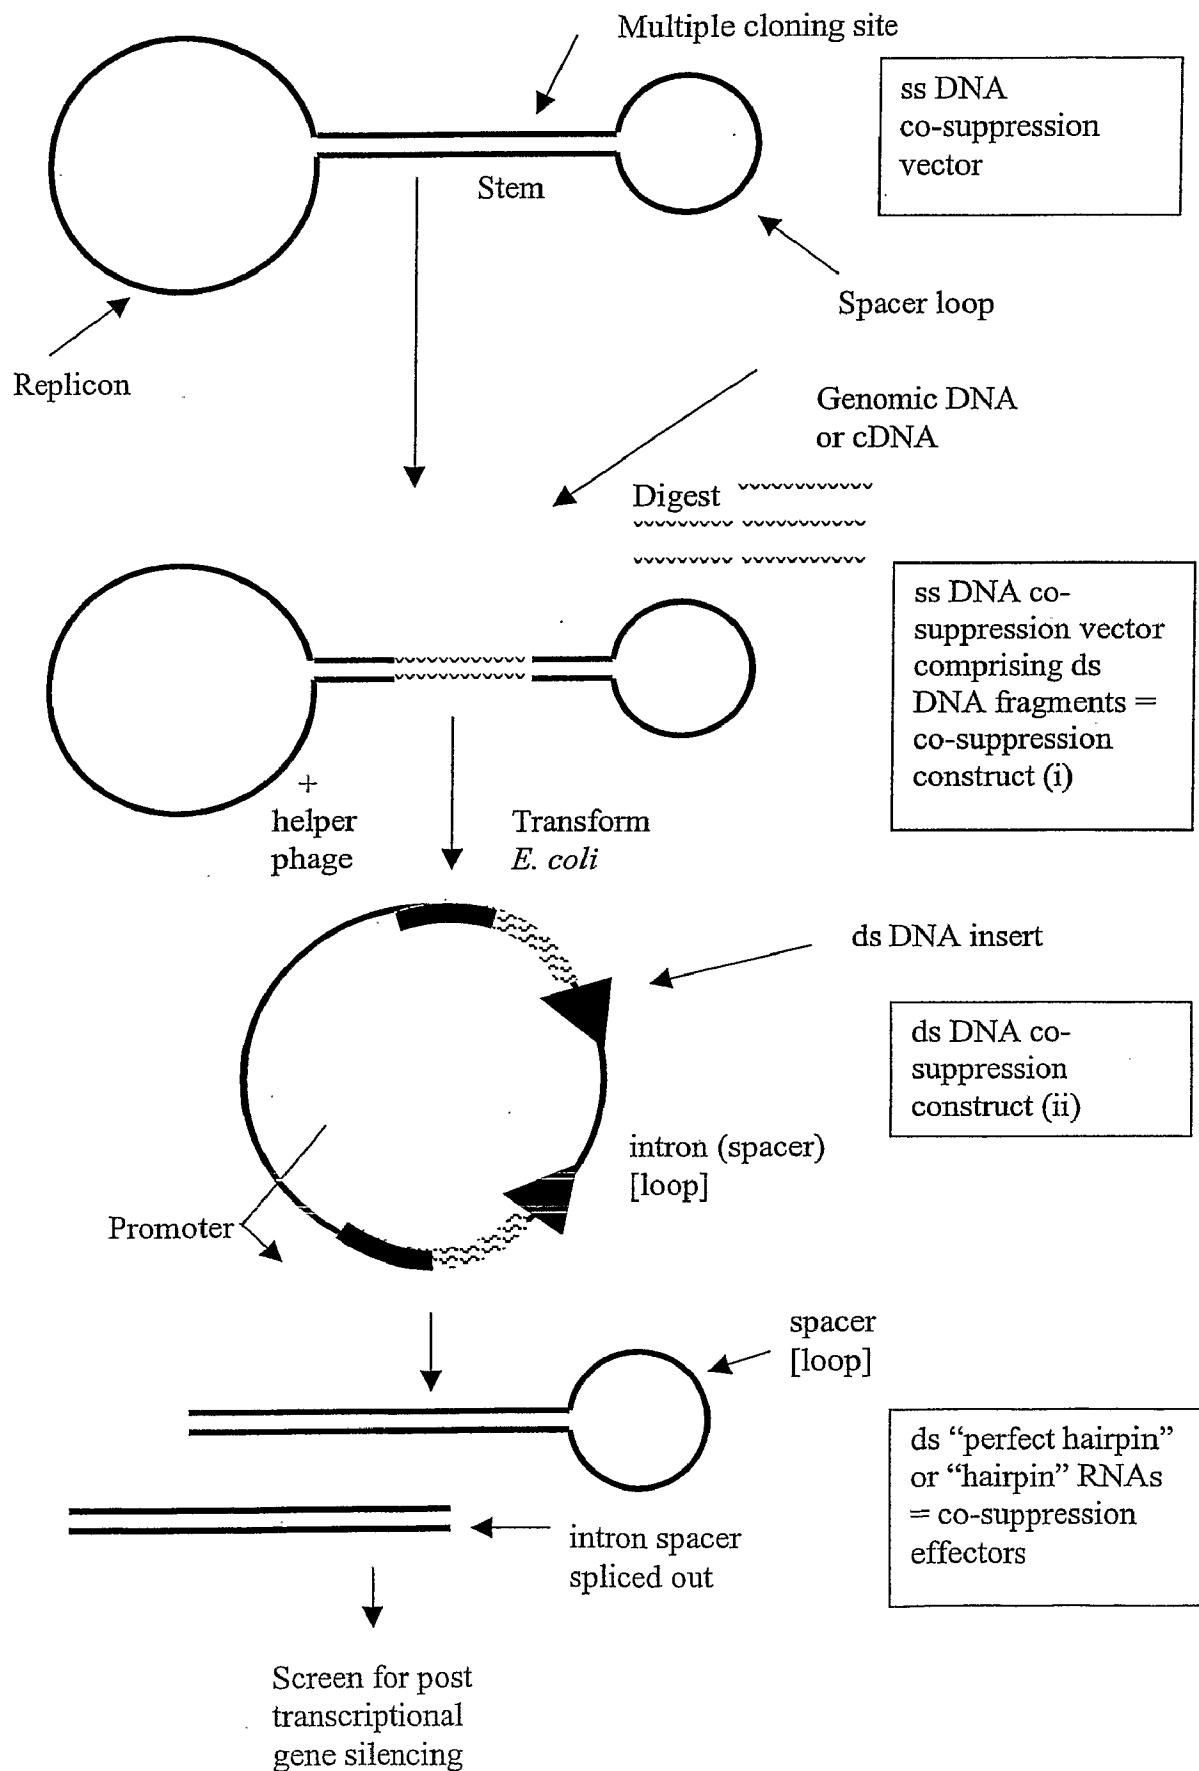 Multiple cloning site
ss DNA
co-suppression
vector
Stem
Spacer loop
Replicon
Genomic DNA
or cDNA
Digest
ss DNA co-
suppression vector
comprising ds
DNA fragments =
co-suppression
construct (i)
+
helper
phage
Transform
E. coli
ds DNA insert
ds DNA co-
suppression
construct (ii)
intron (spacer)
[loop]
Promoter
spacer
[loop]
ds “perfect hairpin”
or “hairpin” RNAs
= co-suppression
effectors
intron spacer
spliced out
Screen for post
transcriptional
gene silencing